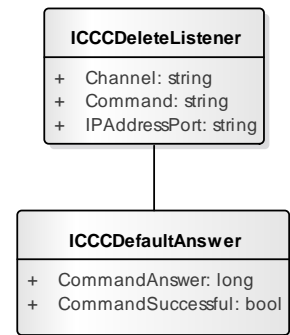 ICCCDeleteListener
+ Channel: string
+ Command: string
+ IPAddressPort: string
ICCCDefaultAnswer
+ CommandAnswer: long
+ CommandSuccessful: bool